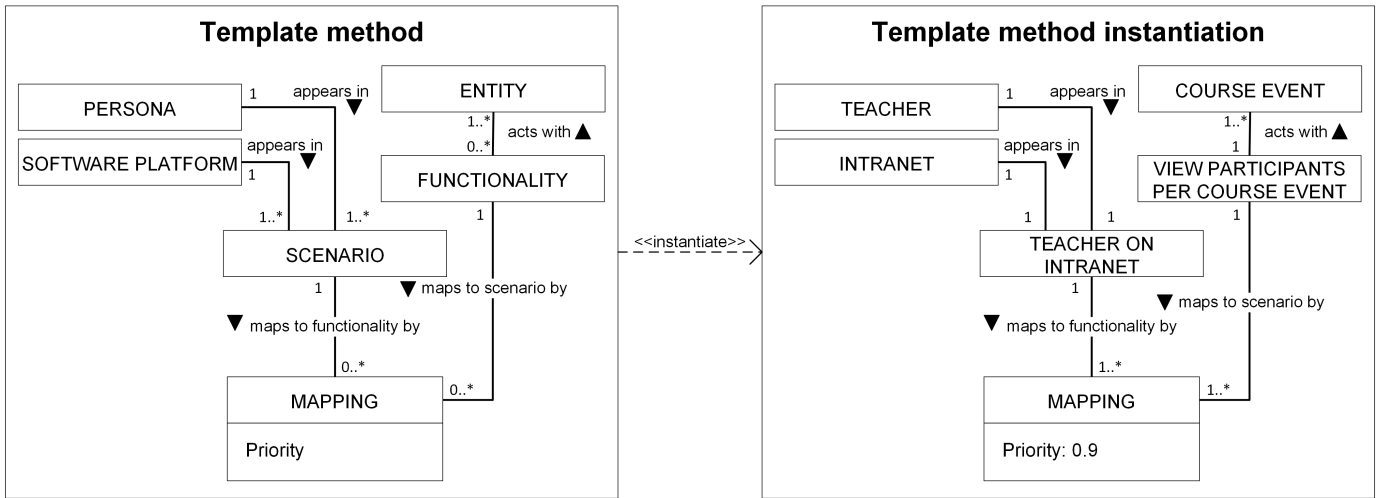 Template method
PERSONA
1
appears in ▼
ENTITY
1..*
acts with ▲
0..*
SOFTWARE PLATFORM
1
appears in ▼
FUNCTIONALITY
1
1..*
1..*
SCENARIO
1
▼ maps to scenario by
▼ maps to functionality by
0..*
0..*
MAPPING
Priority
<<instantiate>>
Template method instantiation
TEACHER
1
appears in ▼
COURSE EVENT
1..*
acts with ▲
1
INTRANET
1
appears in ▼
VIEW PARTICIPANTS
PER COURSE EVENT
1
1
1
TEACHER ON
INTRANET
1
▼ maps to scenario by
▼ maps to functionality by
1..*
1..*
MAPPING
Priority: 0.9